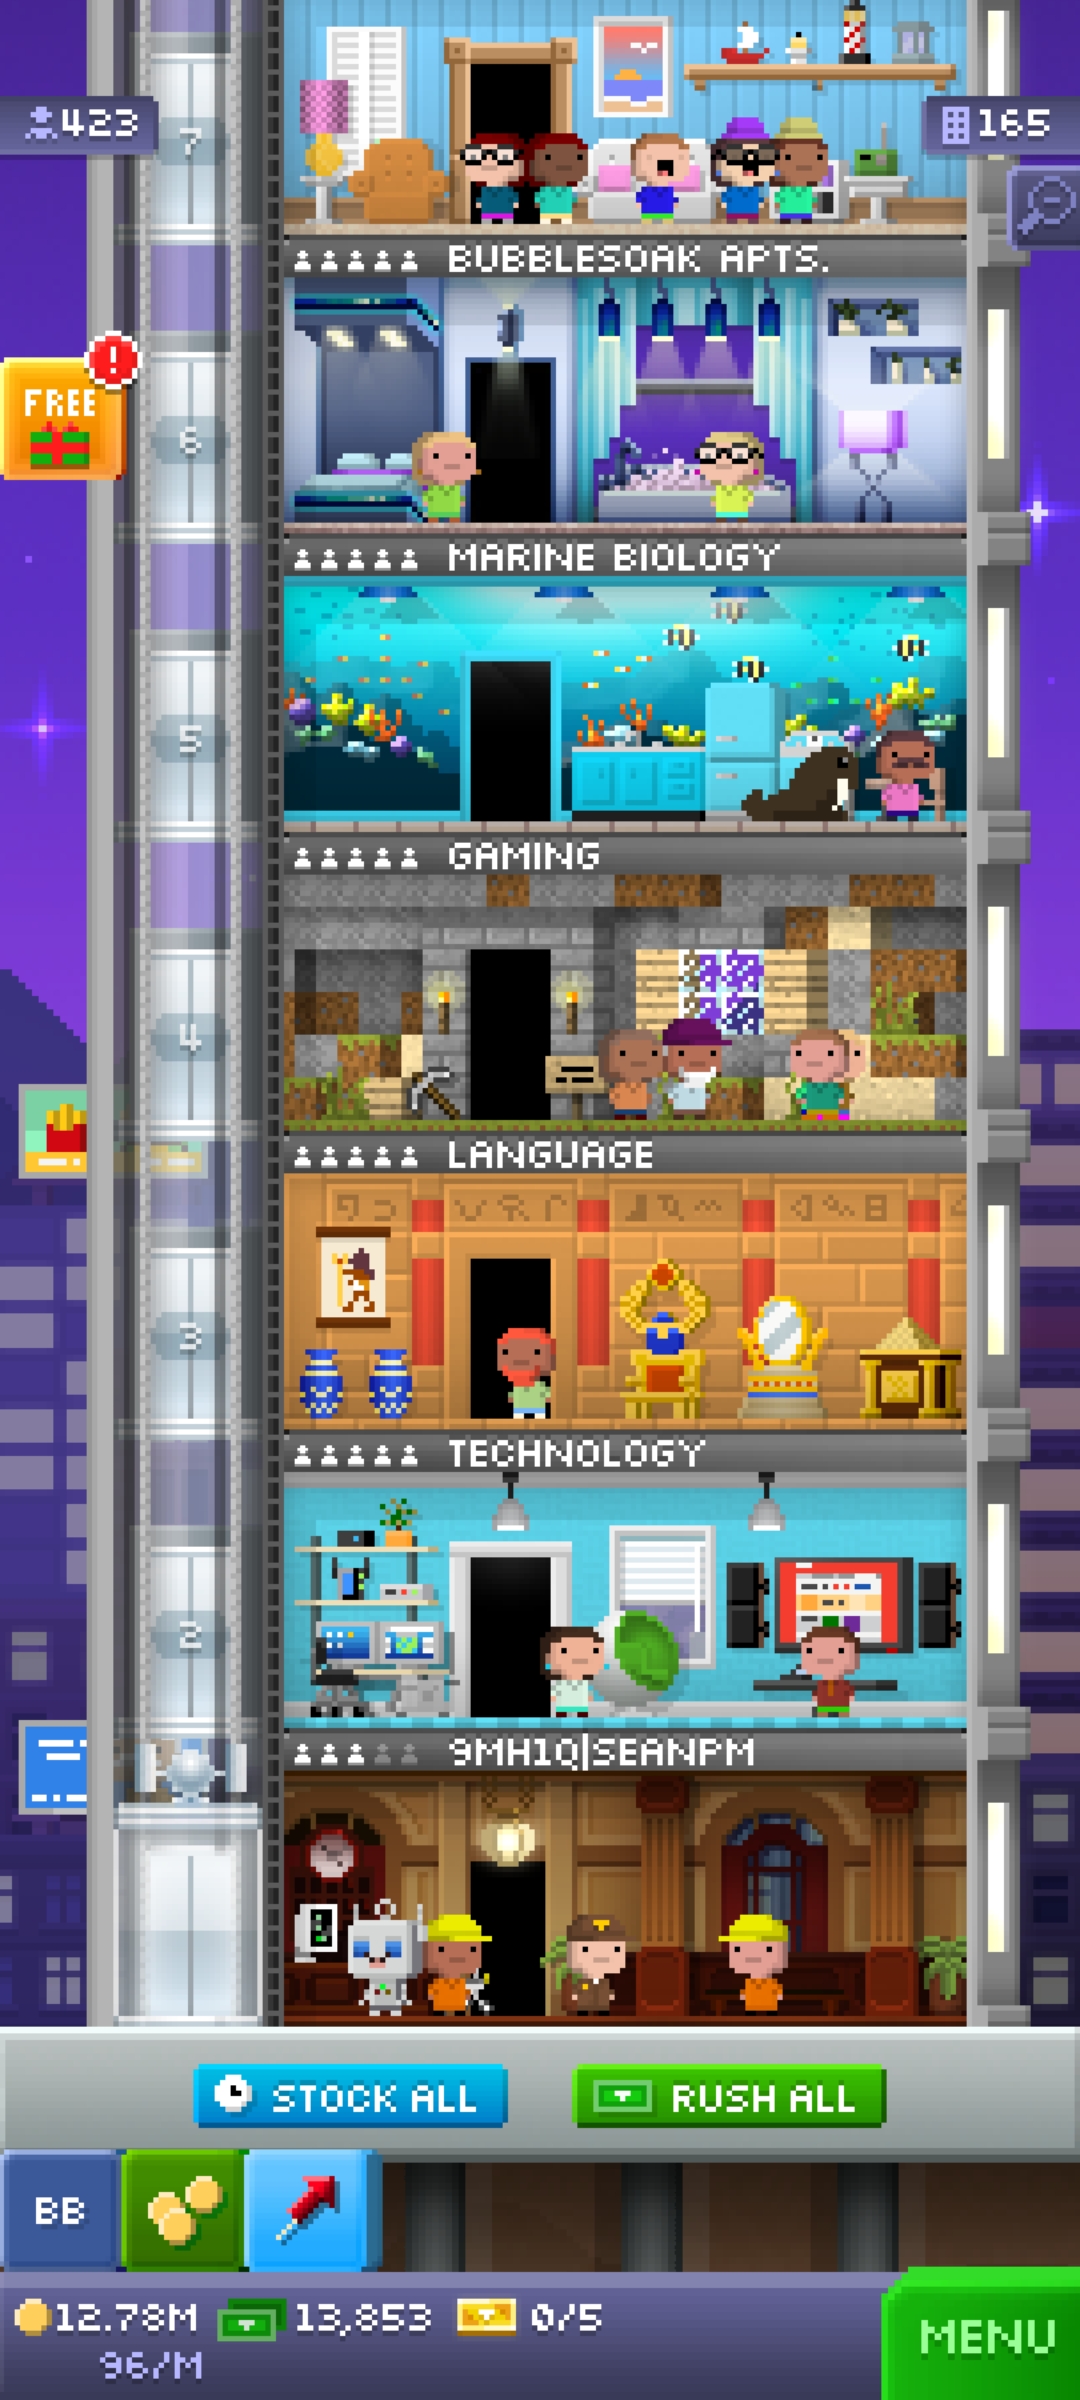 7
423
165
BUBBLESOAK APTS.
FREE
!
6
MARINE BIOLOGY
5
GAMING
4
LANGUAGE
3
TECHNOLOGY
2
9MH1Q|SEANPM
STOCK ALL
RUSH ALL
BB
12.78M
13,853
0/5
96/M
MENU